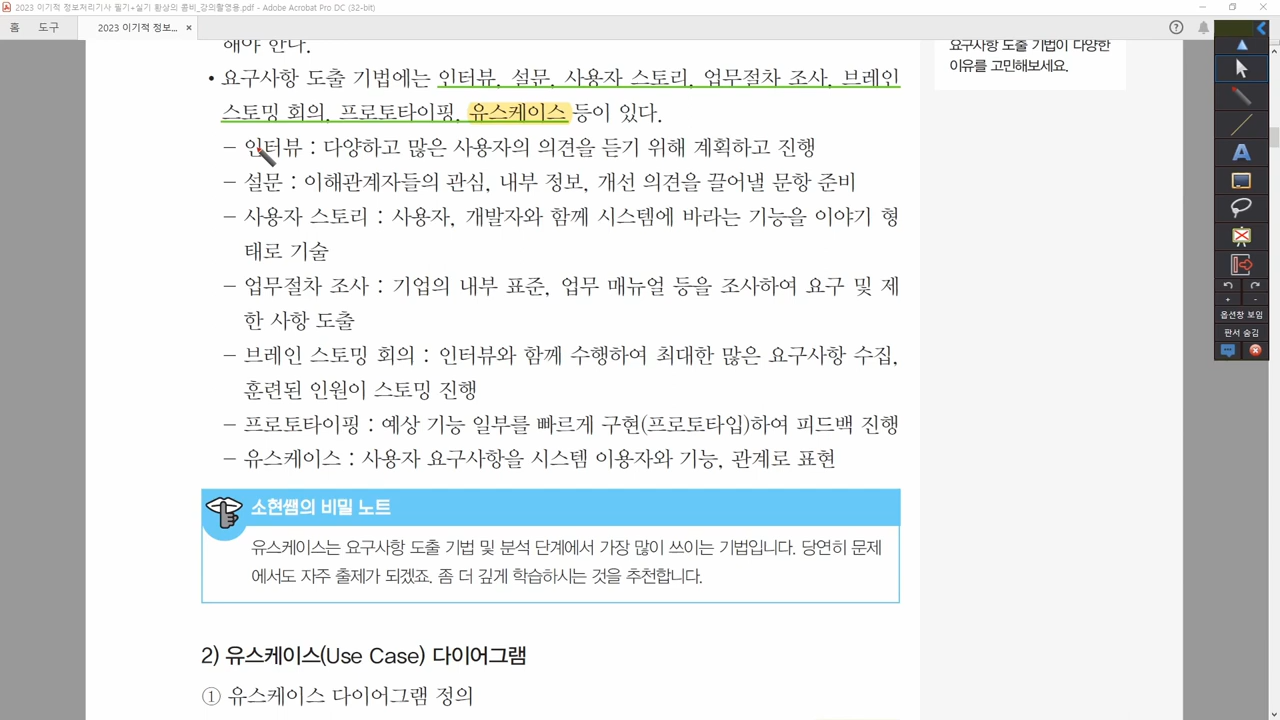 2023 이기적 정보처리기사 필기+실기 환상의 콤비_강의촬영용.pdf - Adobe Acrobat Pro DC (32-bit)
홈 도구 2023 이기적 정보... ×
해야 한다.
• 요구사항 도출 기법에는 인터뷰, 설문, 사용자 스토리, 업무절차 조사, 브레인
스토밍 회의, 프로토타이핑, 유스케이스 등이 있다.
– 인터뷰 : 다양하고 많은 사용자의 의견을 듣기 위해 계획하고 진행
– 설문 : 이해관계자들의 관심, 내부 정보, 개선 의견을 끌어낼 문항 준비
– 사용자 스토리 : 사용자, 개발자와 함께 시스템에 바라는 기능을 이야기 형
태로 기술
– 업무절차 조사 : 기업의 내부 표준, 업무 매뉴얼 등을 조사하여 요구 및 제
한 사항 도출
– 브레인 스토밍 회의 : 인터뷰와 함께 수행하여 최대한 많은 요구사항 수집,
훈련된 인원이 스토밍 진행
– 프로토타이핑 : 예상 기능 일부를 빠르게 구현(프로토타입)하여 피드백 진행
– 유스케이스 : 사용자 요구사항을 시스템 이용자와 기능, 관계로 표현
소현쌤의 비밀 노트
유스케이스는 요구사항 도출 기법 및 분석 단계에서 가장 많이 쓰이는 기법입니다. 당연히 문제
에서도 자주 출제가 되겠죠. 좀 더 깊게 학습하시는 것을 추천합니다.
2) 유스케이스(Use Case) 다이어그램
① 유스케이스 다이어그램 정의
요구사항 도출 기법이 다양한
이유를 고민해보세요.
A
+ -
옵션창 보임
판서 숨김